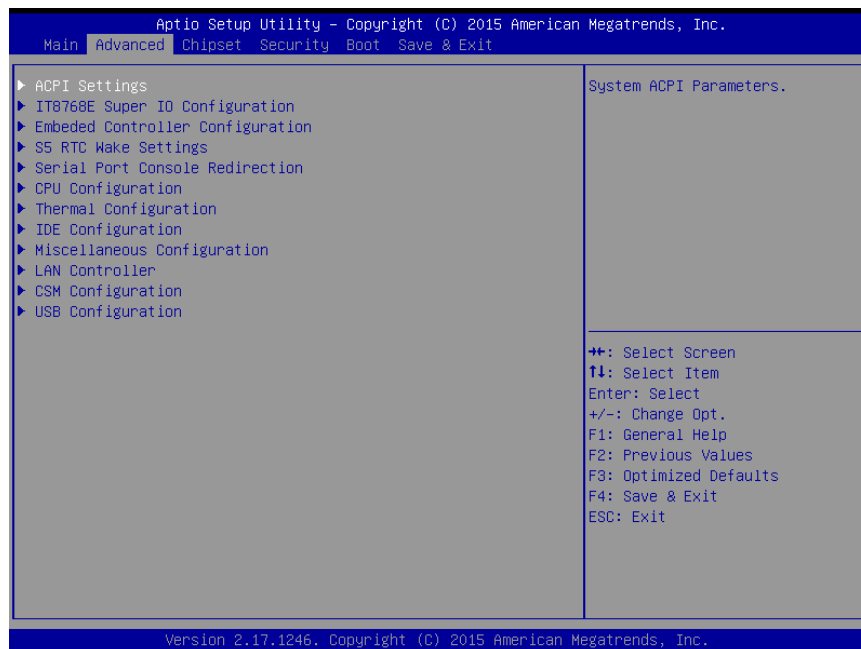 Aptio Setup Utility – Copyright (C) 2015 American Megatrends, Inc.
Main Advanced Chipset Security Boot Save & Exit
▶ ACPI Settings
▶ IT8768E Super IO Configuration
▶ Embeded Controller Configuration
▶ S5 RTC Wake Settings
▶ Serial Port Console Redirection
▶ CPU Configuration
▶ Thermal Configuration
▶ IDE Configuration
▶ Miscellaneous Configuration
▶ LAN Controller
▶ CSM Configuration
▶ USB Configuration
System ACPI Parameters.
→←: Select Screen
↑↓: Select Item
Enter: Select
+/-: Change Opt.
F1: General Help
F2: Previous Values
F3: Optimized Defaults
F4: Save & Exit
ESC: Exit
Version 2.17.1246. Copyright (C) 2015 American Megatrends, Inc.